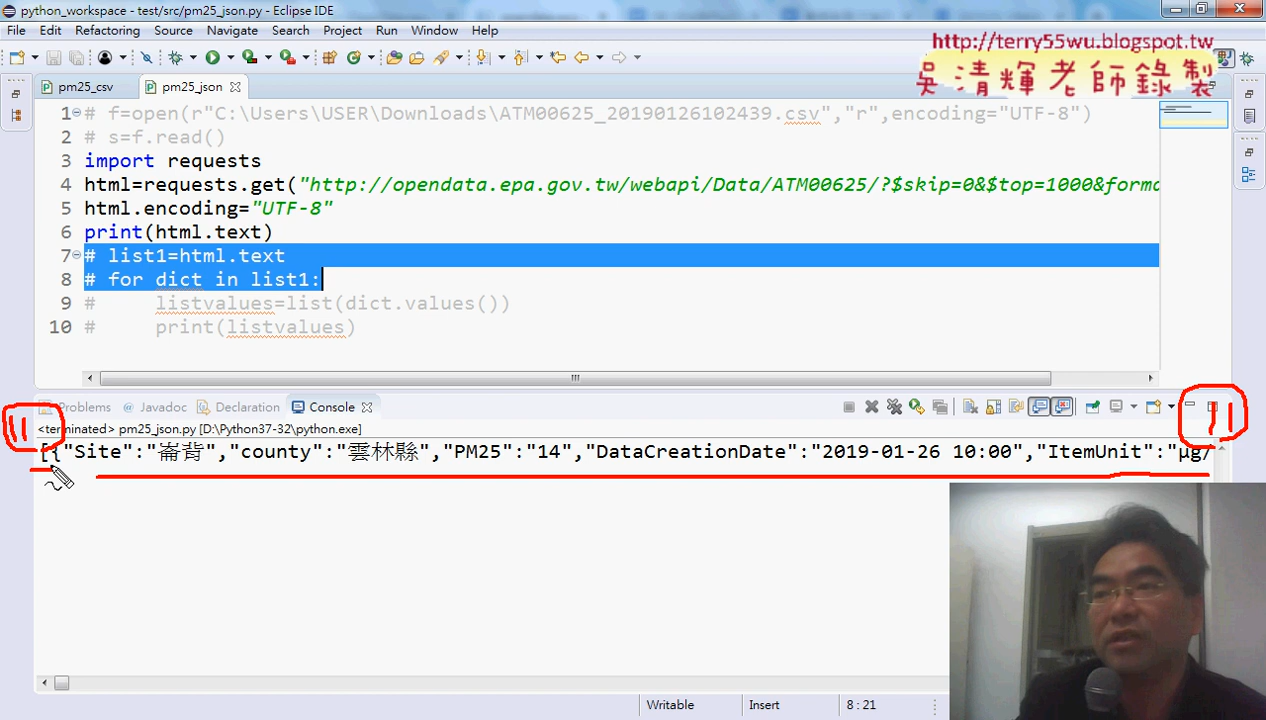 python_workspace - test/src/pm25_json.py - Eclipse IDE
File Edit Refactoring Source Navigate Search Project Run Window Help
http://terry55wu.blogspot.tw
吳清輝老師錄製
pm25_csv pm25_json
1 # f=open(r"C:\Users\USER\Downloads\ATM00625_20190126102439.csv","r",encoding="UTF-8")
2 # s=f.read()
3 import requests
4 html=requests.get("http://opendata.epa.gov.tw/webapi/Data/ATM00625/?$skip=0&$top=1000&forma
5 html.encoding="UTF-8"
6 print(html.text)
7 # list1=html.text
8 # for dict in list1:
9 #     listvalues=list(dict.values())
10 #     print(listvalues)
Problems @ Javadoc Declaration Console
<terminated> pm25_json.py [D:\Python37-32\python.exe]
[{"Site":"崙背","county":"雲林縣","PM25":"14","DataCreationDate":"2019-01-26 10:00","ItemUnit":"μg/
Writable Insert 8 : 21